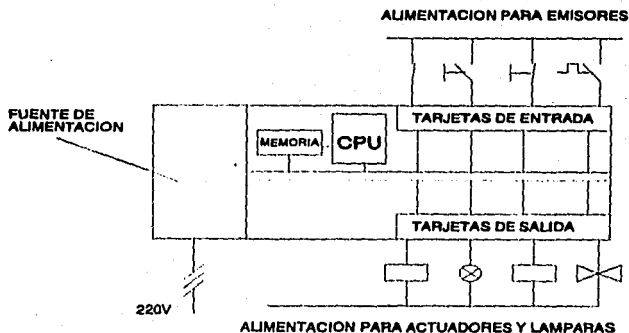 ALIMENTACION PARA EMISORES
TARJETAS DE ENTRADA
FUENTE DE
ALIMENTACION
MEMORIA
CPU
TARJETAS DE SALIDA
220V
ALIMENTACION PARA ACTUADORES Y LAMPARAS